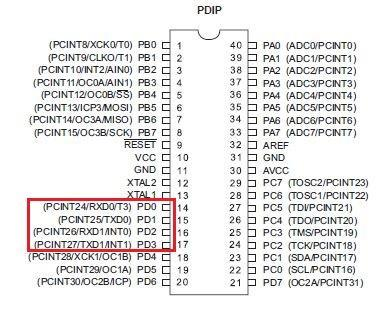 PDIP
(PCINT8/XCK0/T0) PB0 1 40 PA0 (ADC0/PCINT0)
(PCINT9/CLKO/T1) PB1 2 39 PA1 (ADC1/PCINT1)
(PCINT10/INT2/AIN0) PB2 3 38 PA2 (ADC2/PCINT2)
(PCINT11/OC0A/AIN1) PB3 4 37 PA3 (ADC3/PCINT3)
(PCINT12/OC0B/SS) PB4 5 36 PA4 (ADC4/PCINT4)
(PCINT13/ICP3/MOSI) PB5 6 35 PA5 (ADC5/PCINT5)
(PCINT14/OC3A/MISO) PB6 7 34 PA6 (ADC6/PCINT6)
(PCINT15/OC3B/SCK) PB7 8 33 PA7 (ADC7/PCINT7)
RESET 9 32 AREF
VCC 10 31 GND
GND 11 30 AVCC
XTAL2 12 29 PC7 (TOSC2/PCINT23)
XTAL1 13 28 PC6 (TOSC1/PCINT22)
(PCINT24/RXD0/T3) PD0 14 27 PC5 (TDI/PCINT21)
(PCINT25/TXD0) PD1 15 26 PC4 (TDO/PCINT20)
(PCINT26/RXD1/INT0) PD2 16 25 PC3 (TMS/PCINT19)
(PCINT27/TXD1/INT1) PD3 17 24 PC2 (TCK/PCINT18)
(PCINT28/XCK1/OC1B) PD4 18 23 PC1 (SDA/PCINT17)
(PCINT29/OC1A) PD5 19 22 PC0 (SCL/PCINT16)
(PCINT30/OC2B/ICP) PD6 20 21 PD7 (OC2A/PCINT31)